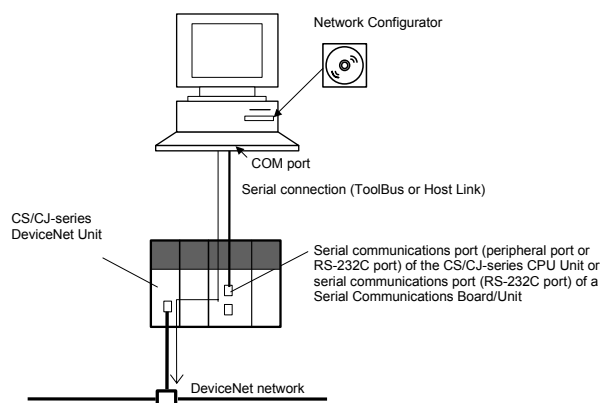 Network Configurator
COM port
Serial connection (ToolBus or Host Link)
CS/CJ-series
DeviceNet Unit
Serial communications port (peripheral port or
RS-232C port) of the CS/CJ-series CPU Unit or
serial communications port (RS-232C port) of a
Serial Communications Board/Unit
DeviceNet network